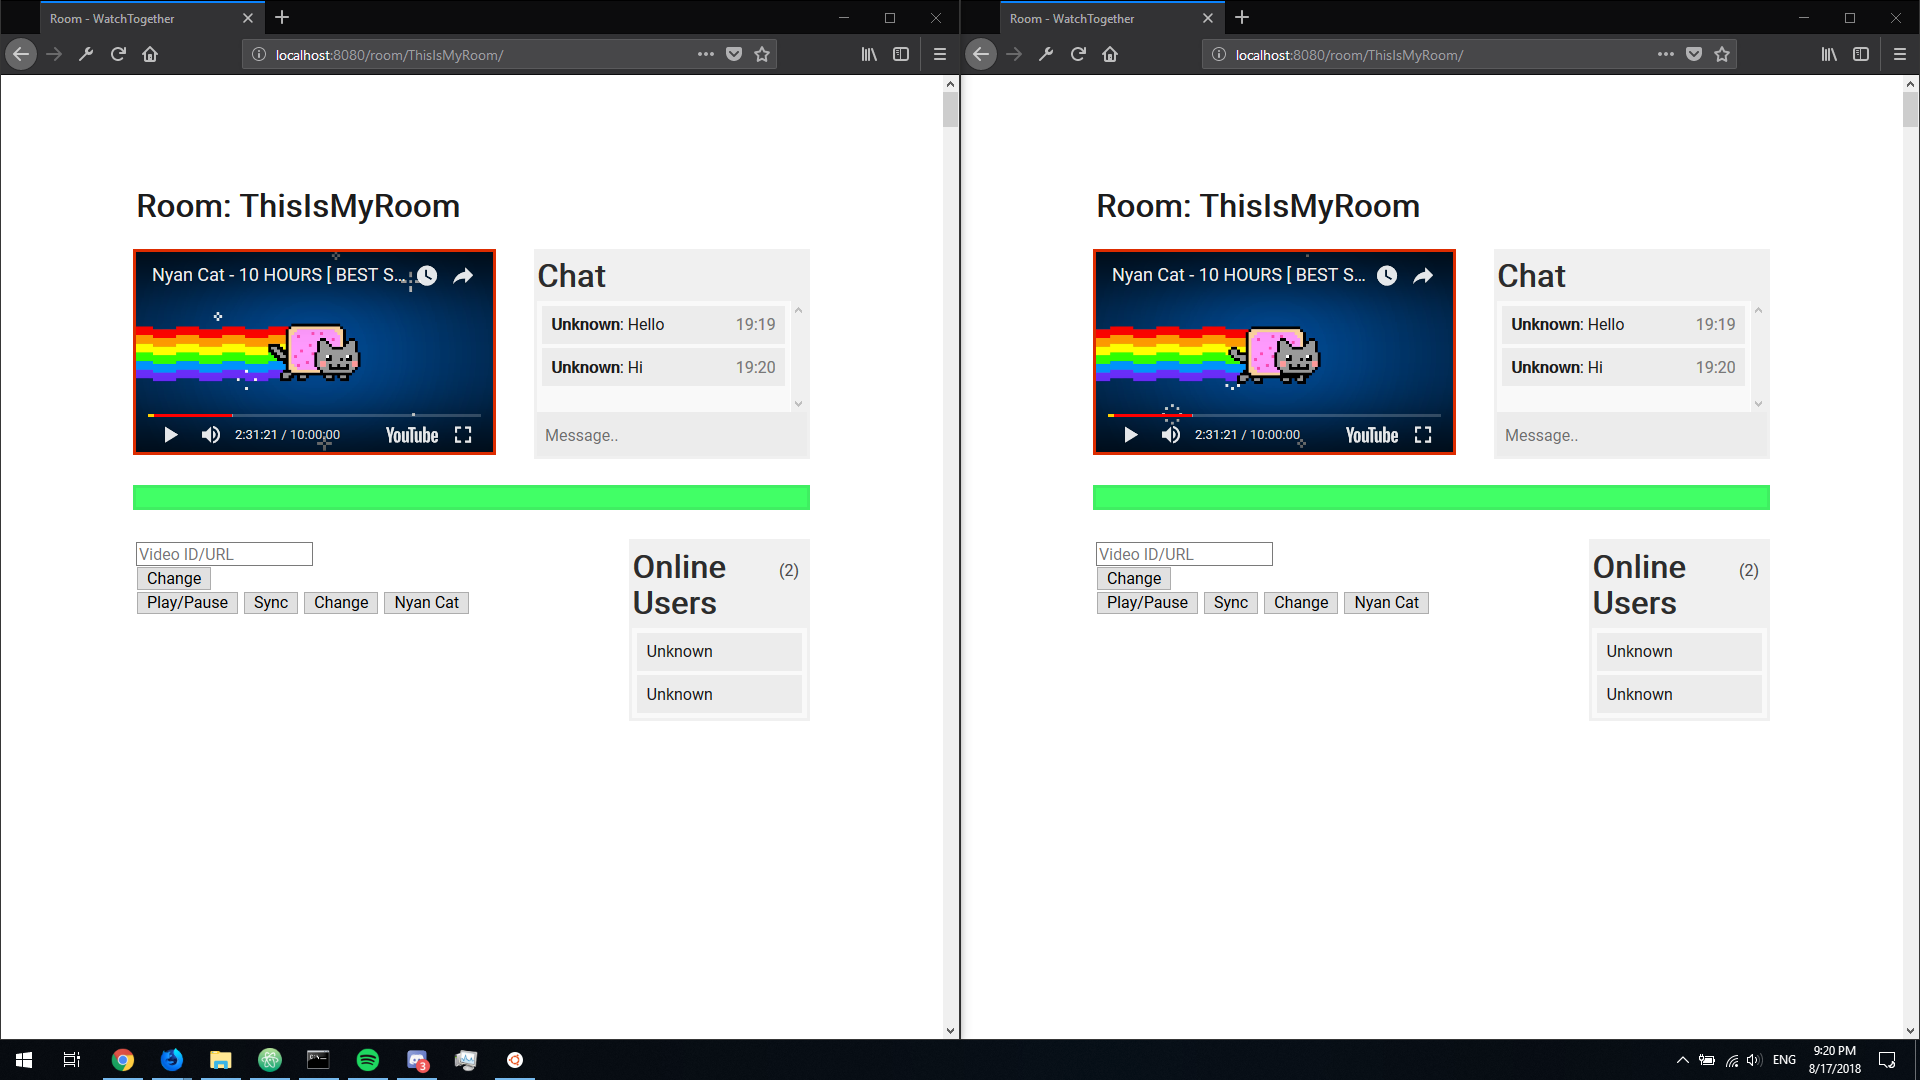 Room - WatchTogether
localhost:8080/room/ThisIsMyRoom/
Room: ThisIsMyRoom
Nyan Cat - 10 HOURS [ BEST S...
2:31:21 / 10:00:00
YouTube
Chat
Unknown: Hello 19:19
Unknown: Hi 19:20
Message..
Video ID/URL
Change
Play/Pause Sync Change Nyan Cat
Online Users (2)
Unknown
Unknown
Room - WatchTogether
localhost:8080/room/ThisIsMyRoom/
Room: ThisIsMyRoom
Nyan Cat - 10 HOURS [ BEST S...
2:31:21 / 10:00:00
YouTube
Chat
Unknown: Hello 19:19
Unknown: Hi 19:20
Message..
Video ID/URL
Change
Play/Pause Sync Change Nyan Cat
Online Users (2)
Unknown
Unknown
3
ENG
9:20 PM
8/17/2018